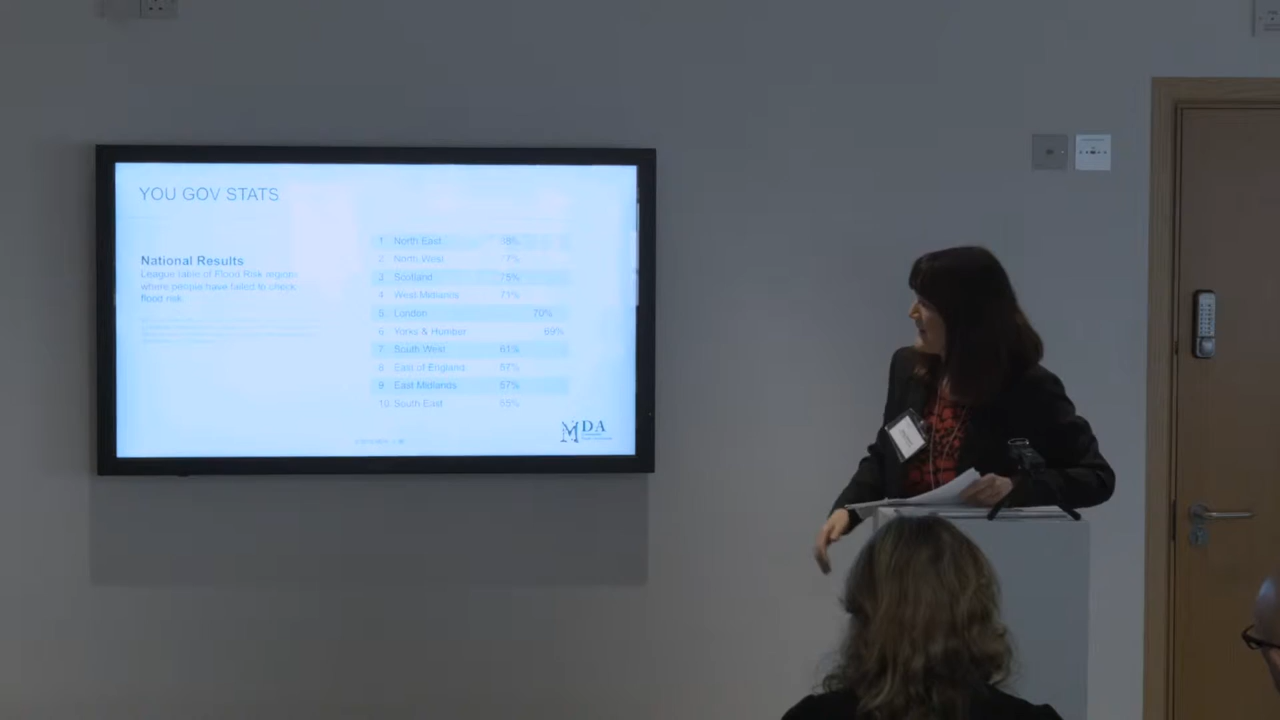 YOU GOV STATS
National Results
League table of Flood Risk regions
where people have failed to check
flood risk.
1 North East
2 North West
3 Scotland 75%
4 West Midlands 71%
5 London 70%
6 Yorks & Humber 69%
7 South West 61%
8 East of England 57%
9 East Midlands 57%
10 South East 55%
MDA